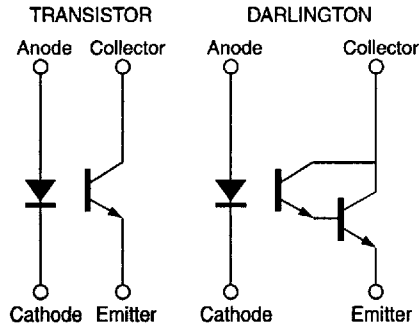 TRANSISTOR DARLINGTON
Anode Collector Anode Collector
Cathode Emitter Cathode Emitter